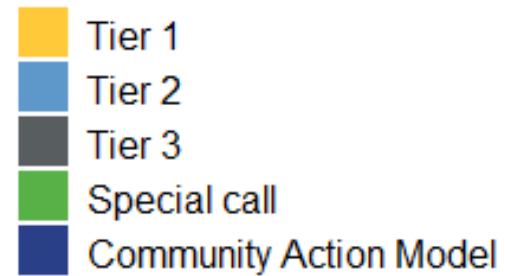 Tier 1
Tier 2
Tier 3
Special call
Community Action Model